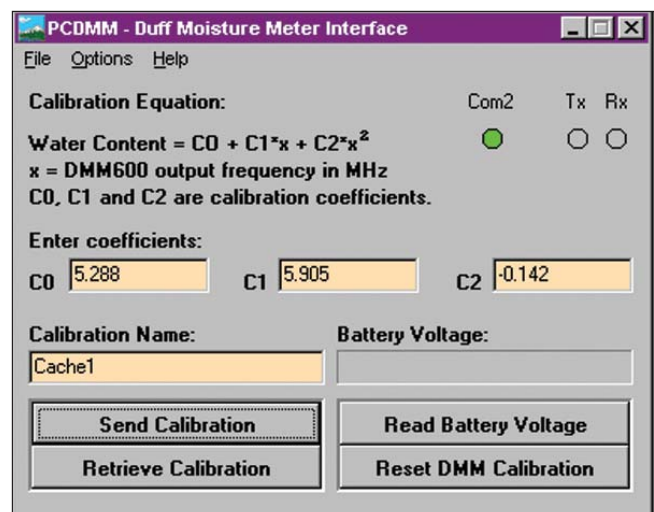 PCDMM - Duff Moisture Meter Interface
File Options Help
Calibration Equation: Com2 Tx Rx
Water Content = C0 + C1*x + C2*x²
x = DMM600 output frequency in MHz
C0, C1 and C2 are calibration coefficients.
Enter coefficients:
C0 5.288 C1 5.905 C2 -0.142
Calibration Name: Battery Voltage:
Cache1
Send Calibration Read Battery Voltage
Retrieve Calibration Reset DMM Calibration